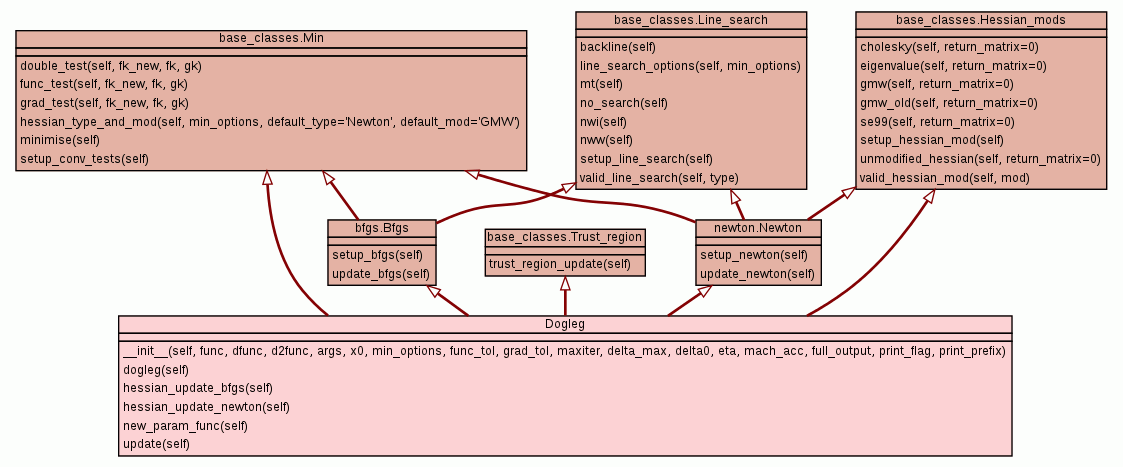 base_classes.Min
double_test(self, fk_new, fk, gk)
func_test(self, fk_new, fk, gk)
grad_test(self, fk_new, fk, gk)
hessian_type_and_mod(self, min_options, default_type='Newton', default_mod='GMW')
minimise(self)
setup_conv_tests(self)
base_classes.Line_search
backline(self)
line_search_options(self, min_options)
mt(self)
no_search(self)
nwi(self)
nww(self)
setup_line_search(self)
valid_line_search(self, type)
base_classes.Hessian_mods
cholesky(self, return_matrix=0)
eigenvalue(self, return_matrix=0)
gmw(self, return_matrix=0)
gmw_old(self, return_matrix=0)
se99(self, return_matrix=0)
setup_hessian_mod(self)
unmodified_hessian(self, return_matrix=0)
valid_hessian_mod(self, mod)
bfgs.Bfgs
setup_bfgs(self)
update_bfgs(self)
base_classes.Trust_region
trust_region_update(self)
newton.Newton
setup_newton(self)
update_newton(self)
Dogleg
__init__(self, func, dfunc, d2func, args, x0, min_options, func_tol, grad_tol, maxiter, delta_max, delta0, eta, mach_acc, full_output, print_flag, print_prefix)
dogleg(self)
hessian_update_bfgs(self)
hessian_update_newton(self)
new_param_func(self)
update(self)